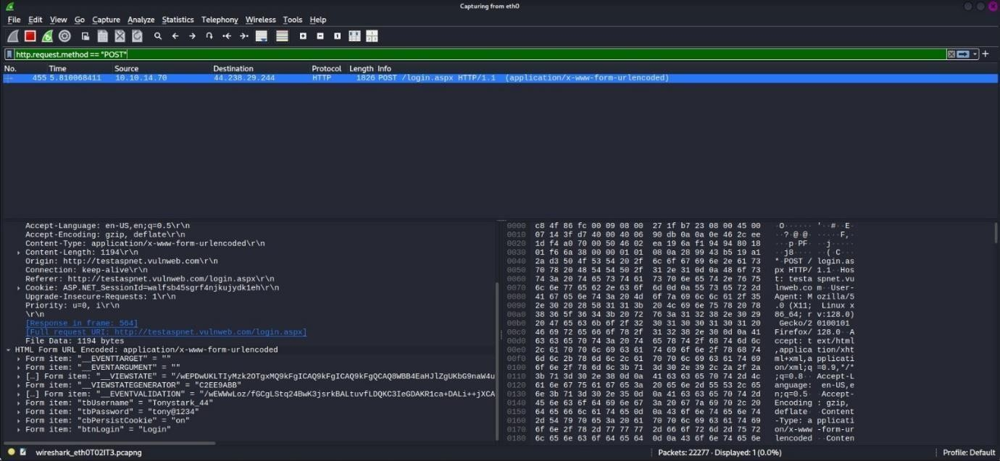 Capturing from eth0
File Edit View Go Capture Analyze Statistics Telephony Wireless Tools Help
http.request.method == "POST"
No. Time Source Destination Protocol Length Info
455 5.810068411 10.10.14.70 44.238.29.244 HTTP 1826 POST /login.aspx HTTP/1.1 (application/x-www-form-urlencoded)
Accept-Language: en-US,en;q=0.5\r\n
Accept-Encoding: gzip, deflate\r\n
Content-Type: application/x-www-form-urlencoded\r\n
Content-Length: 1194\r\n
Origin: http://testaspnet.vulnweb.com\r\n
Connection: keep-alive\r\n
Referer: http://testaspnet.vulnweb.com/login.aspx\r\n
Cookie: ASP.NET_SessionId=walfsb45sgrf4njkujydk1eh\r\n
Upgrade-Insecure-Requests: 1\r\n
Priority: u=0, i\r\n
\r\n
[Response in frame: 564]
[Full request URI: http://testaspnet.vulnweb.com/login.aspx]
File Data: 1194 bytes
HTML Form URL Encoded: application/x-www-form-urlencoded
Form item: "__EVENTTARGET" = ""
Form item: "__EVENTARGUMENT" = ""
[…] Form item: "__VIEWSTATE" = "/wEPDwUKLTIyMzk2OTgxMQ9kFgICAQ9kFgICAQ9kFgQCAQ8WBB4EaHJlZgUKbG9naW4u
Form item: "__VIEWSTATEGENERATOR" = "C2EE9ABB"
[…] Form item: "__EVENTVALIDATION" = "/wEWWwLoz/fGCgLStq24BwK3jsrkBALtuvfLDQKC3IeGDAKR1ca+DALi++jXCA
Form item: "tbUsername" = "Tonystark_44"
Form item: "tbPassword" = "tony@1234"
Form item: "cbPersistCookie" = "on"
Form item: "btnLogin" = "Login"
0000 c8 4f 86 fc 00 09 08 00 27 1f b7 23 08 00 45 00 ·O······'··#··E·
0010 07 14 3f d7 40 00 40 06 90 db 0a 0a 0e 46 2c ee ··?·@·@······F,·
0020 1d f4 a0 70 00 50 46 02 ea 19 6a f1 94 94 80 18 ···p·PF···j·····
0030 01 f6 6a 38 00 00 01 01 08 0a 28 99 43 b5 19 a1 ··j8······(·C···
0040 2a d3 50 4f 53 54 20 2f 6c 6f 67 69 6e 2e 61 73 *·POST /login.as
0050 70 78 20 48 54 54 50 2f 31 2e 31 0d 0a 48 6f 73 px HTTP/ 1.1··Hos
0060 74 3a 20 74 65 73 74 61 73 70 6e 65 74 2e 76 75 t: testa spnet.vu
0070 6c 6e 77 65 62 2e 63 6f 6d 0d 0a 55 73 65 72 2d lnweb.co m··User-
0080 41 67 65 6e 74 3a 20 4d 6f 7a 69 6c 6c 61 2f 35 Agent: M ozilla/5
0090 2e 30 20 28 58 31 31 3b 20 4c 69 6e 75 78 20 78 .0 (X11; Linux x
00a0 38 36 5f 36 34 3b 20 72 76 3a 31 32 38 2e 30 29 86_64; r v:128.0)
00b0 20 47 65 63 6b 6f 2f 32 30 31 30 30 31 30 31 20 Gecko/2 0100101
00c0 46 69 72 65 66 6f 78 2f 31 32 38 2e 30 0d 0a 41 Firefox/ 128.0··A
00d0 63 63 65 70 74 3a 20 74 65 78 74 2f 68 74 6d 6c ccept: t ext/html
00e0 2c 61 70 70 6c 69 63 61 74 69 6f 6e 2f 78 68 74 ,applica tion/xht
00f0 6d 6c 2b 78 6d 6c 2c 61 70 70 6c 69 63 61 74 69 ml+xml,a pplicati
0100 6f 6e 2f 78 6d 6c 3b 71 3d 30 2e 39 2c 2a 2f 2a on/xml;q =0.9,*/*
0110 3b 71 3d 30 2e 38 0d 0a 41 63 63 65 70 74 2d 4c ;q=0.8·· Accept-L
0120 61 6e 67 75 61 67 65 3a 20 65 6e 2d 55 53 2c 65 anguage: en-US,e
0130 6e 3b 71 3d 30 2e 35 0d 0a 41 63 63 65 70 74 2d n;q=0.5· ·Accept-
0140 45 6e 63 6f 64 69 6e 67 3a 20 67 7a 69 70 2c 20 Encoding : gzip,
0150 64 65 66 6c 61 74 65 0d 0a 43 6f 6e 74 65 6e 74 deflate· ·Content
0160 2d 54 79 70 65 3a 20 61 70 70 6c 69 63 61 74 69 -Type: a pplicati
0170 6f 6e 2f 78 2d 77 77 77 2d 66 6f 72 6d 2d 75 72 on/x-www -form-ur
0180 6c 65 6e 63 6f 64 65 64 0d 0a 43 6f 6e 74 65 6e lencoded ··Conten
wireshark_eth0T02IT3.pcapng Packets: 22277 · Displayed: 1 (0.0%) Profile: Default